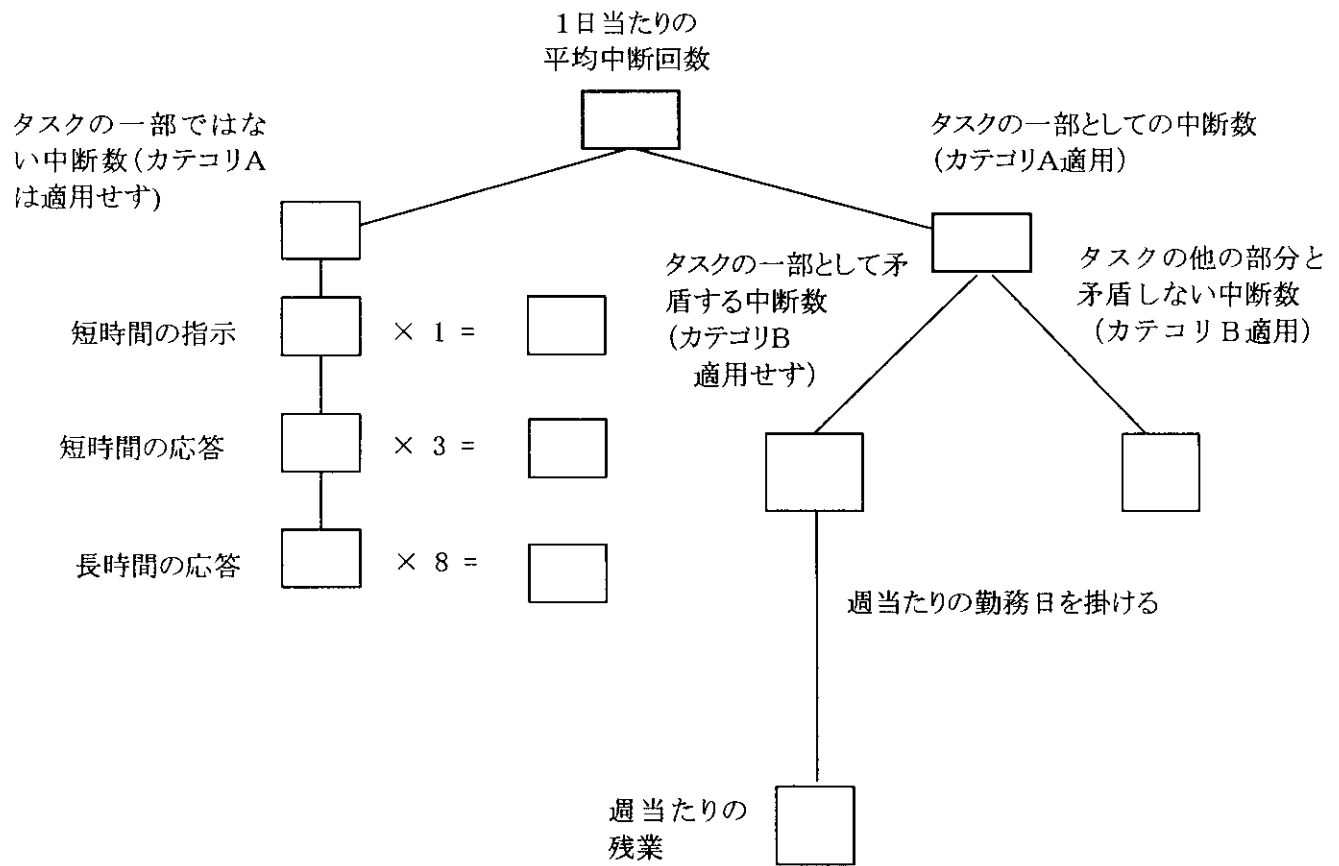 1日当たりの
平均中断回数
タスクの一部ではな
い中断数(カテゴリA
は適用せず)
タスクの一部としての中断数
(カテゴリA適用)
タスクの一部として矛
盾する中断数
(カテゴリB
適用せず)
タスクの他の部分と
矛盾しない中断数
(カテゴリB適用)
短時間の指示 × 1 =
短時間の応答 × 3 =
長時間の応答 × 8 =
週当たりの勤務日を掛ける
週当たりの
残業